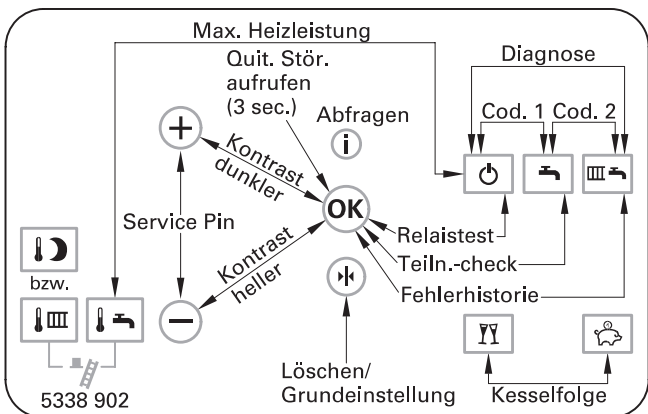 Max. Heizleistung
Quit. Stör.
aufrufen
(3 sec.)
Abfragen
i
Diagnose
Cod. 1
Cod. 2
+
Kontrast
dunkler
OK
Service Pin
Kontrast
heller
Relaistest
Teiln.-check
Fehlerhistorie
bzw.
−
Löschen/
Grundeinstellung
Kesselfolge
5338 902